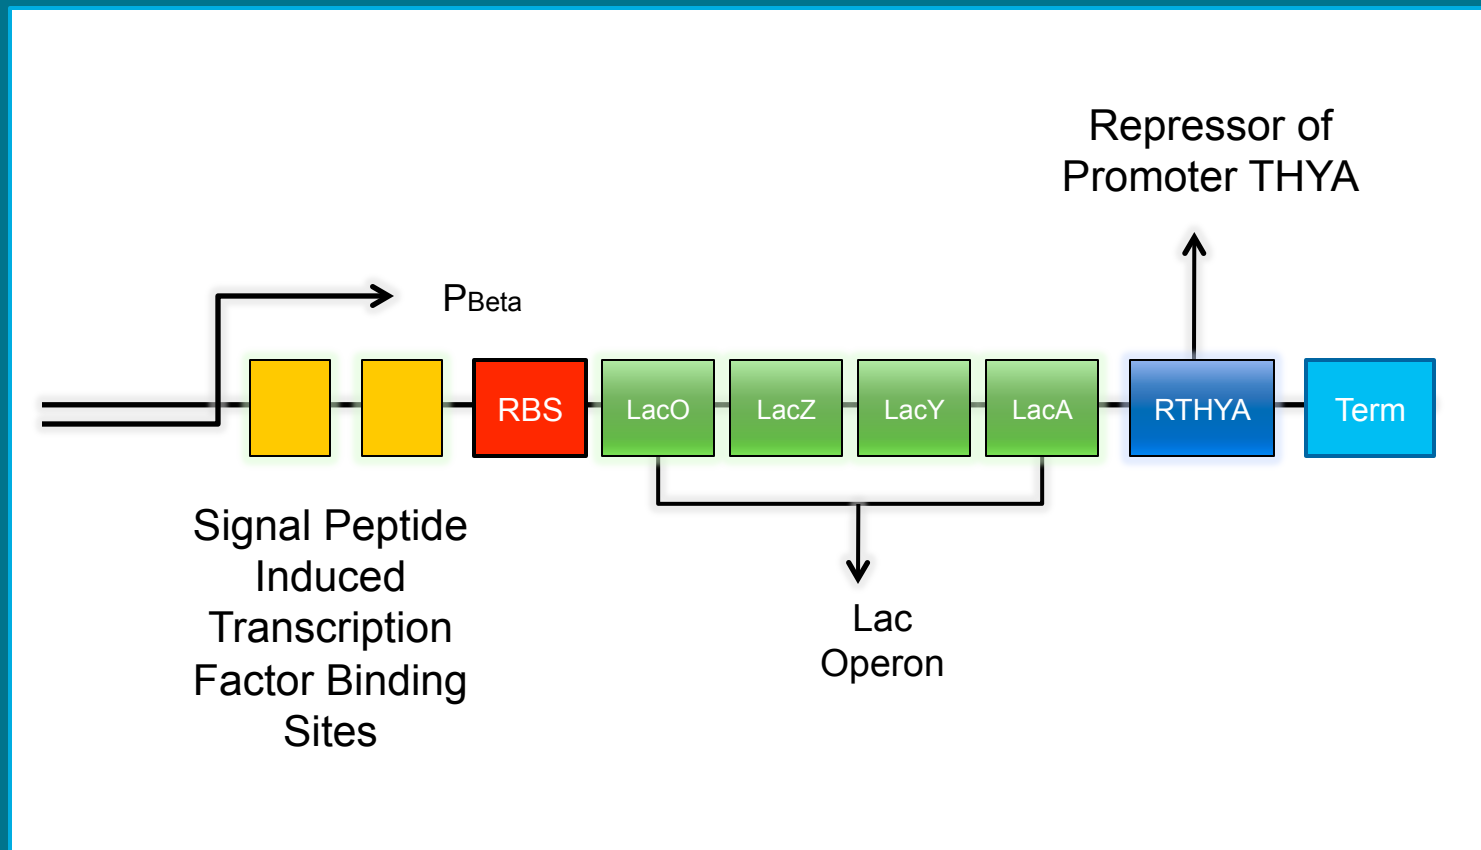 Repressor of
Promoter THYA
PBeta
RBS
LacO
LacZ
LacY
LacA
RTHYA
Term
Signal Peptide
Induced
Transcription
Factor Binding
Sites
Lac
Operon